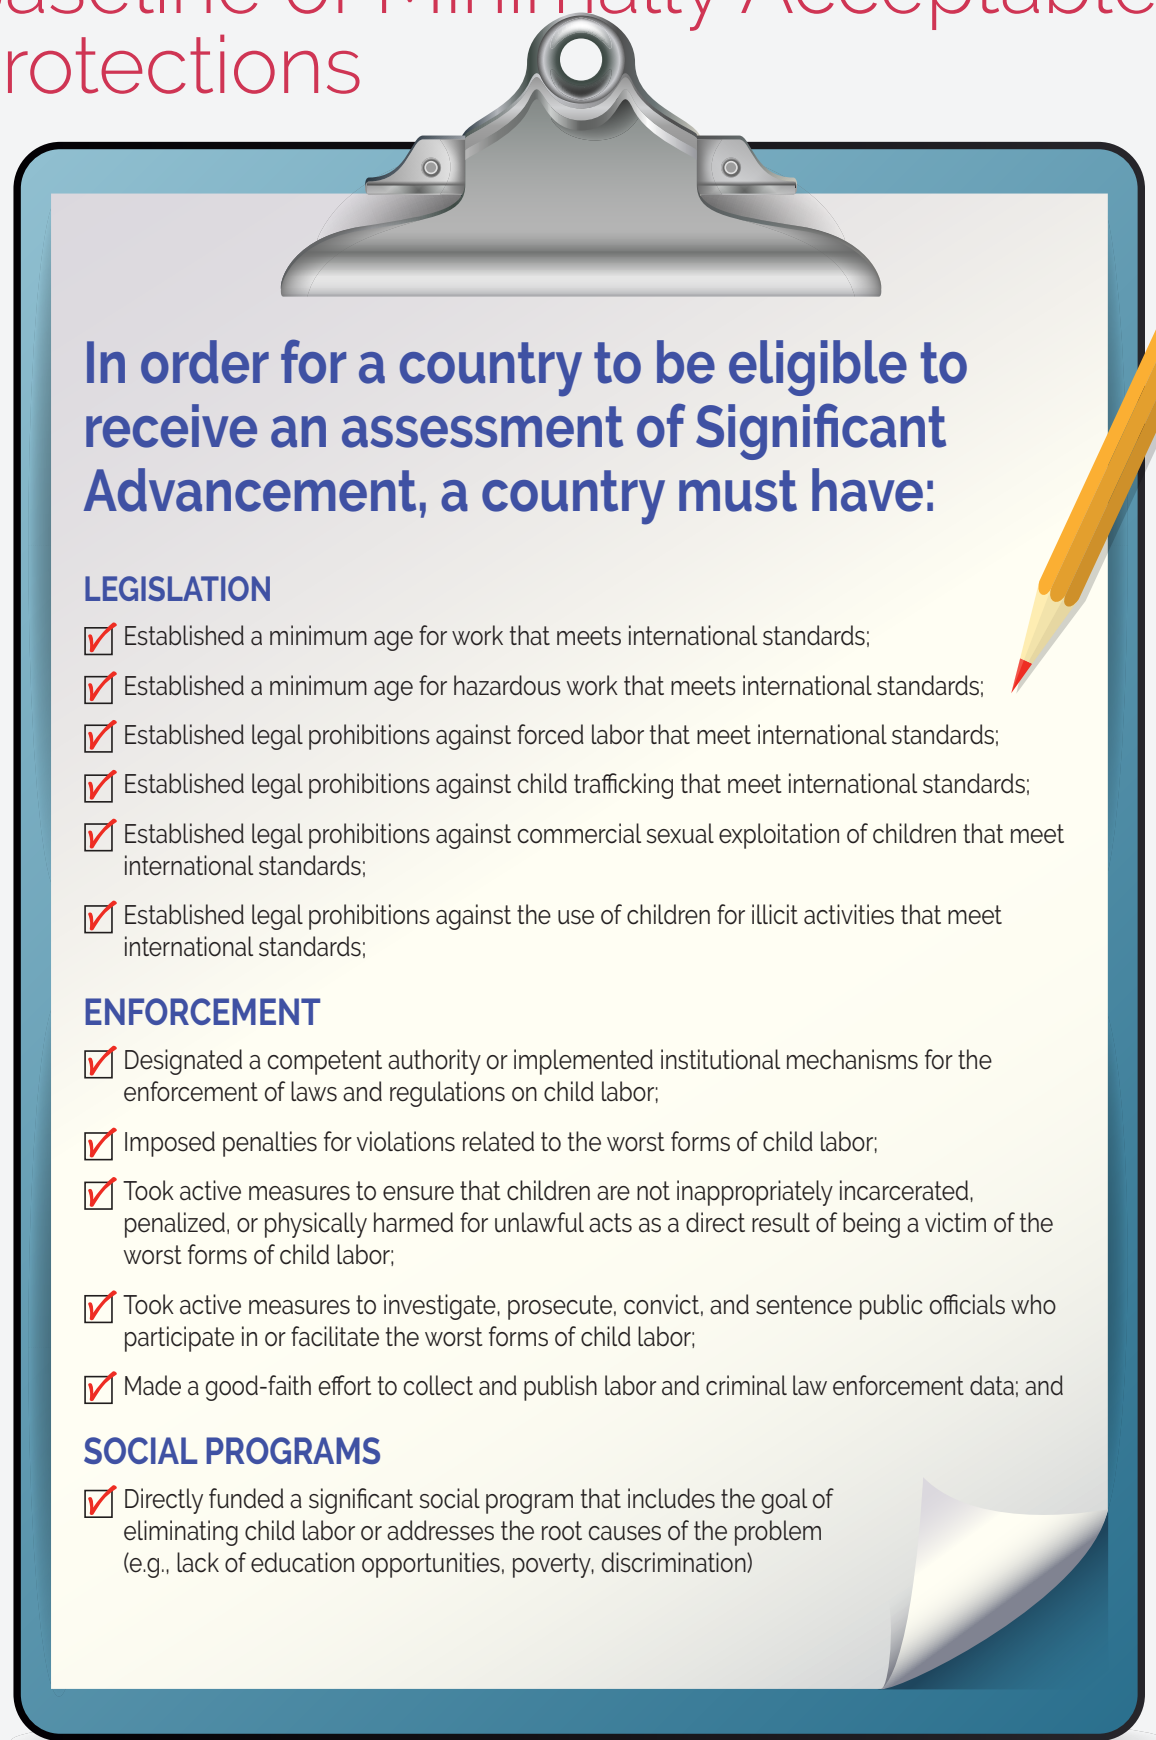 Baseline of Minimally Acceptable
Protections
In order for a country to be eligible to
receive an assessment of Significant
Advancement, a country must have:
LEGISLATION
Established a minimum age for work that meets international standards;
Established a minimum age for hazardous work that meets international standards;
Established legal prohibitions against forced labor that meet international standards;
Established legal prohibitions against child trafficking that meet international standards;
Established legal prohibitions against commercial sexual exploitation of children that meet
international standards;
Established legal prohibitions against the use of children for illicit activities that meet
international standards;
ENFORCEMENT
Designated a competent authority or implemented institutional mechanisms for the
enforcement of laws and regulations on child labor;
Imposed penalties for violations related to the worst forms of child labor;
Took active measures to ensure that children are not inappropriately incarcerated,
penalized, or physically harmed for unlawful acts as a direct result of being a victim of the
worst forms of child labor;
Took active measures to investigate, prosecute, convict, and sentence public officials who
participate in or facilitate the worst forms of child labor;
Made a good-faith effort to collect and publish labor and criminal law enforcement data; and
SOCIAL PROGRAMS
Directly funded a significant social program that includes the goal of
eliminating child labor or addresses the root causes of the problem
(e.g., lack of education opportunities, poverty, discrimination)